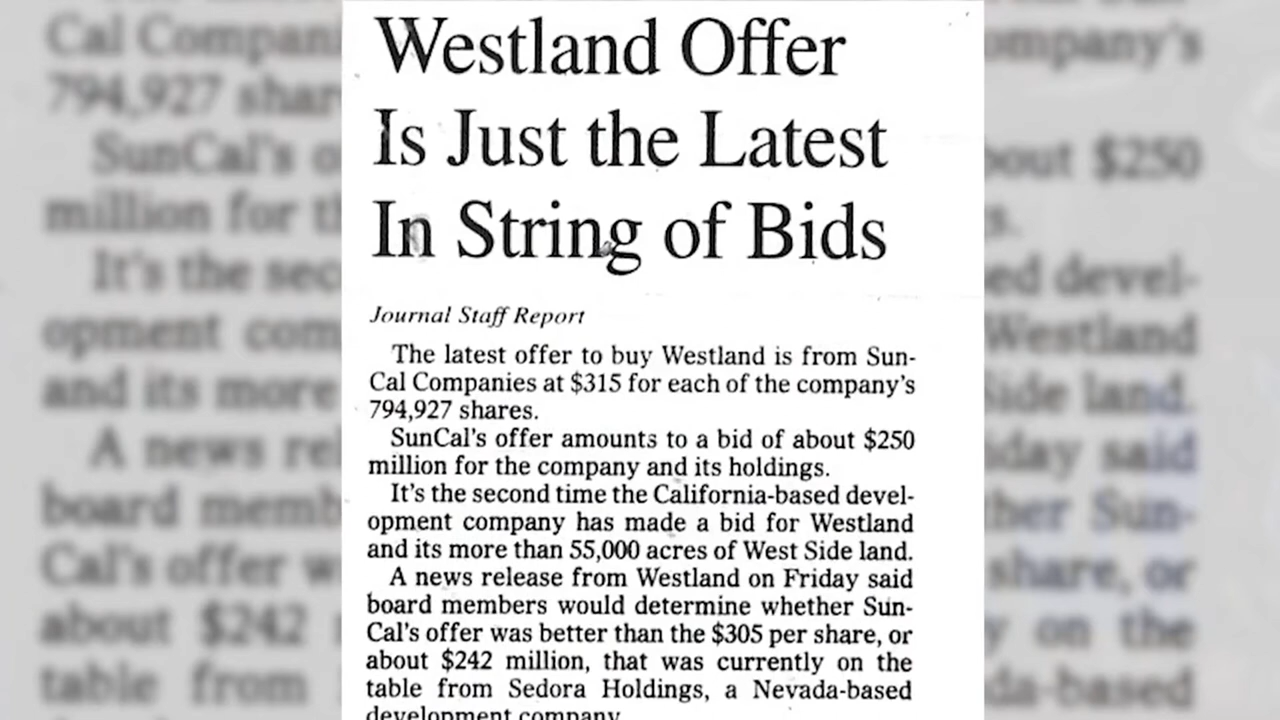 Westland Offer
Is Just the Latest
In String of Bids
Journal Staff Report
The latest offer to buy Westland is from Sun-
Cal Companies at $315 for each of the company's
794,927 shares.
SunCal's offer amounts to a bid of about $250
million for the company and its holdings.
It's the second time the California-based devel-
opment company has made a bid for Westland
and its more than 55,000 acres of West Side land.
A news release from Westland on Friday said
board members would determine whether Sun-
Cal's offer was better than the $305 per share, or
about $242 million, that was currently on the
table from Sedora Holdings, a Nevada-based
development company.